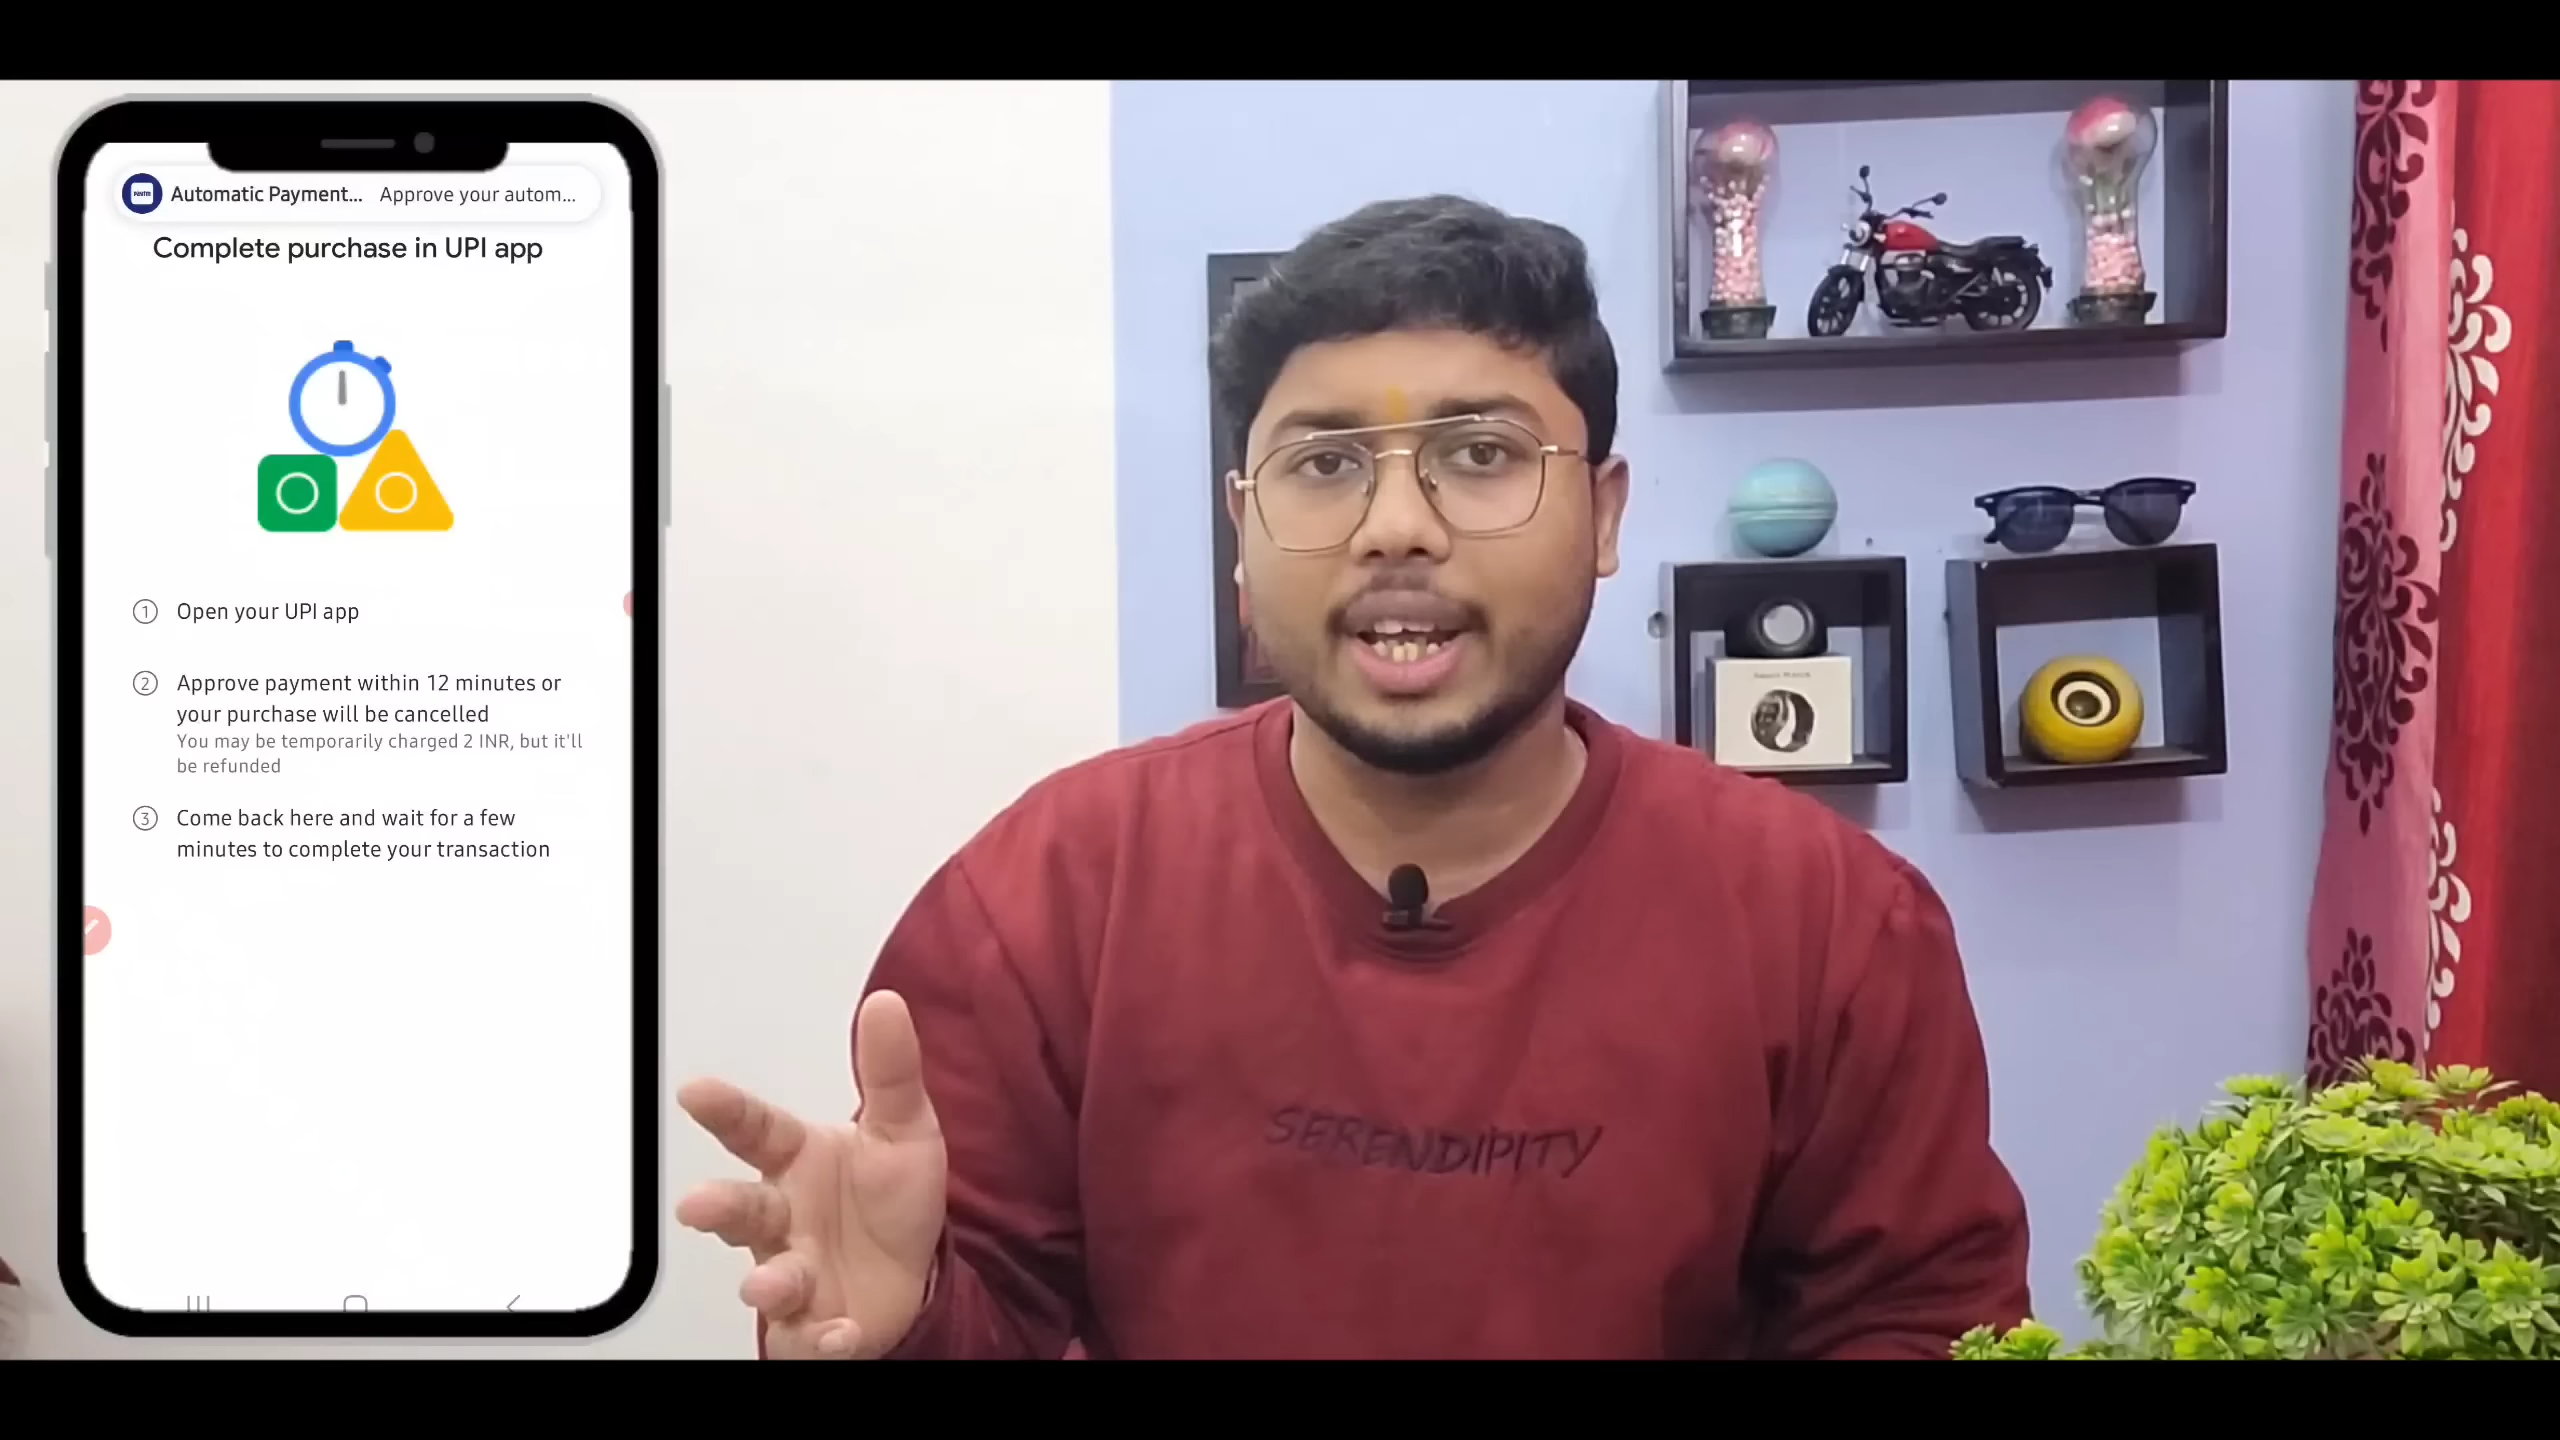 Automatic Payment... Approve your autom...
Complete purchase in UPI app
1 Open your UPI app
2 Approve payment within 12 minutes or
your purchase will be cancelled
You may be temporarily charged 2 INR, but it'll
be refunded
3 Come back here and wait for a few
minutes to complete your transaction
SERENDIPITY